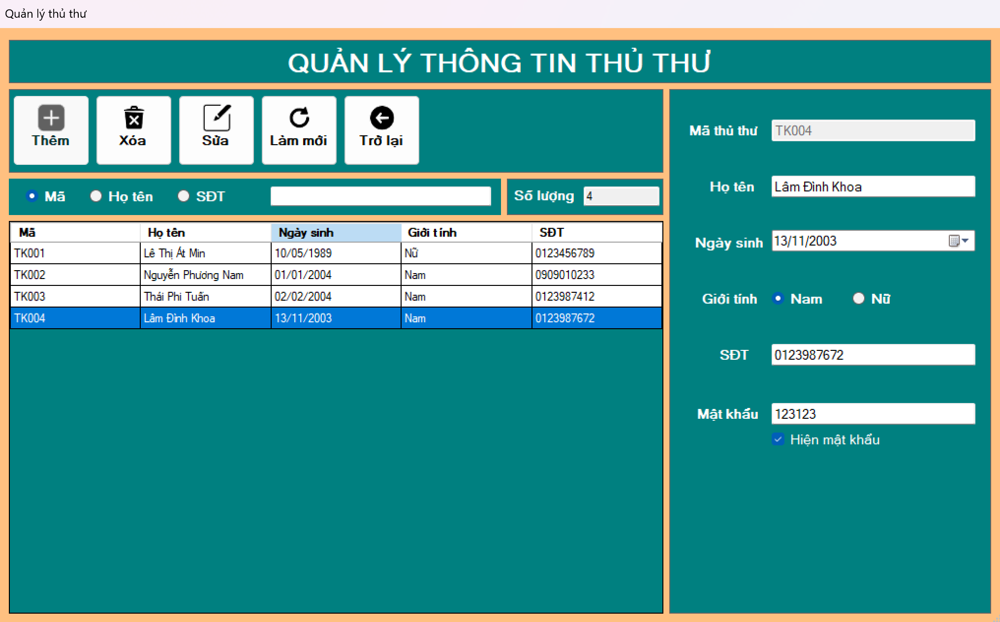 Quản lý thủ thư
QUẢN LÝ THÔNG TIN THỦ THƯ
Thêm Xóa Sửa Làm mới Trở lại
Mã Họ tên SĐT Số lượng 4
Mã Họ tên Ngày sinh Giới tính SĐT
TK001 Lê Thị Át Min 10/05/1989 Nữ 0123456789
TK002 Nguyễn Phương Nam 01/01/2004 Nam 0909010233
TK003 Thái Phi Tuấn 02/02/2004 Nam 0123987412
TK004 Lâm Đình Khoa 13/11/2003 Nam 0123987672
Mã thủ thư TK004
Họ tên Lâm Đình Khoa
Ngày sinh 13/11/2003
Giới tính Nam Nữ
SĐT 0123987672
Mật khẩu 123123
Hiện mật khẩu